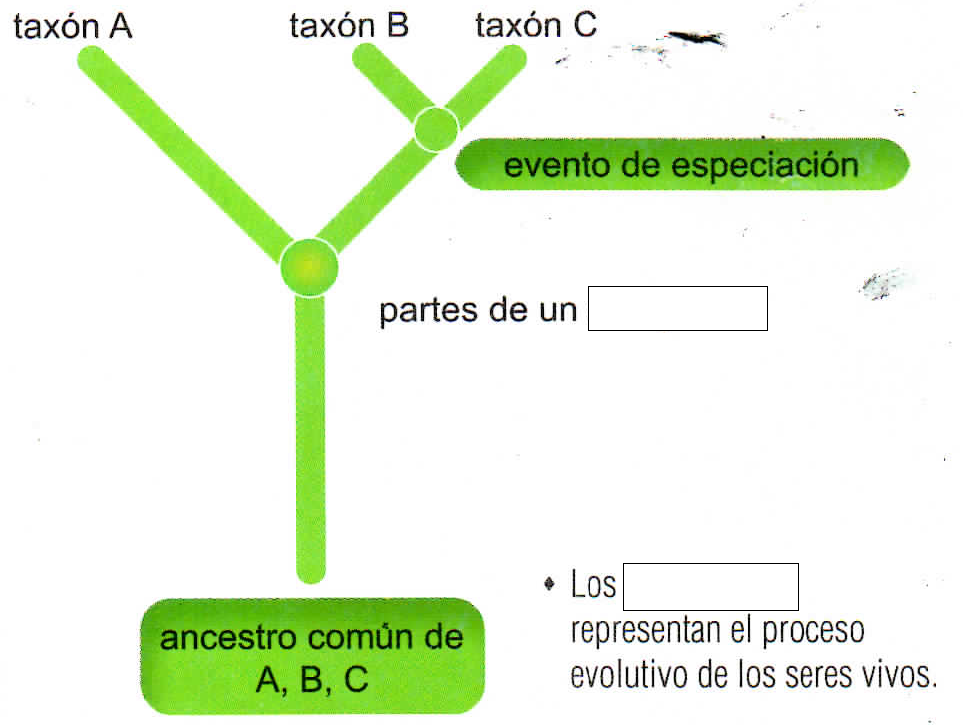 taxón A
taxón B
taxón C
evento de especiación
partes de un
ancestro común de
A, B, C
• Los
representan el proceso
evolutivo de los seres vivos.